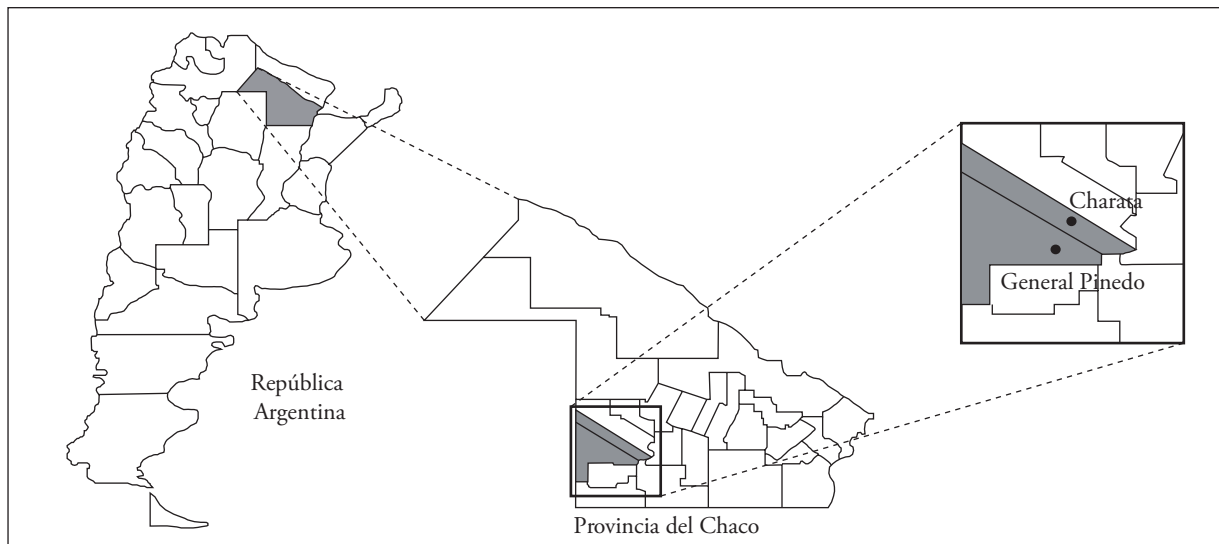 Charata
General Pinedo
República
Argentina
Provincia del Chaco